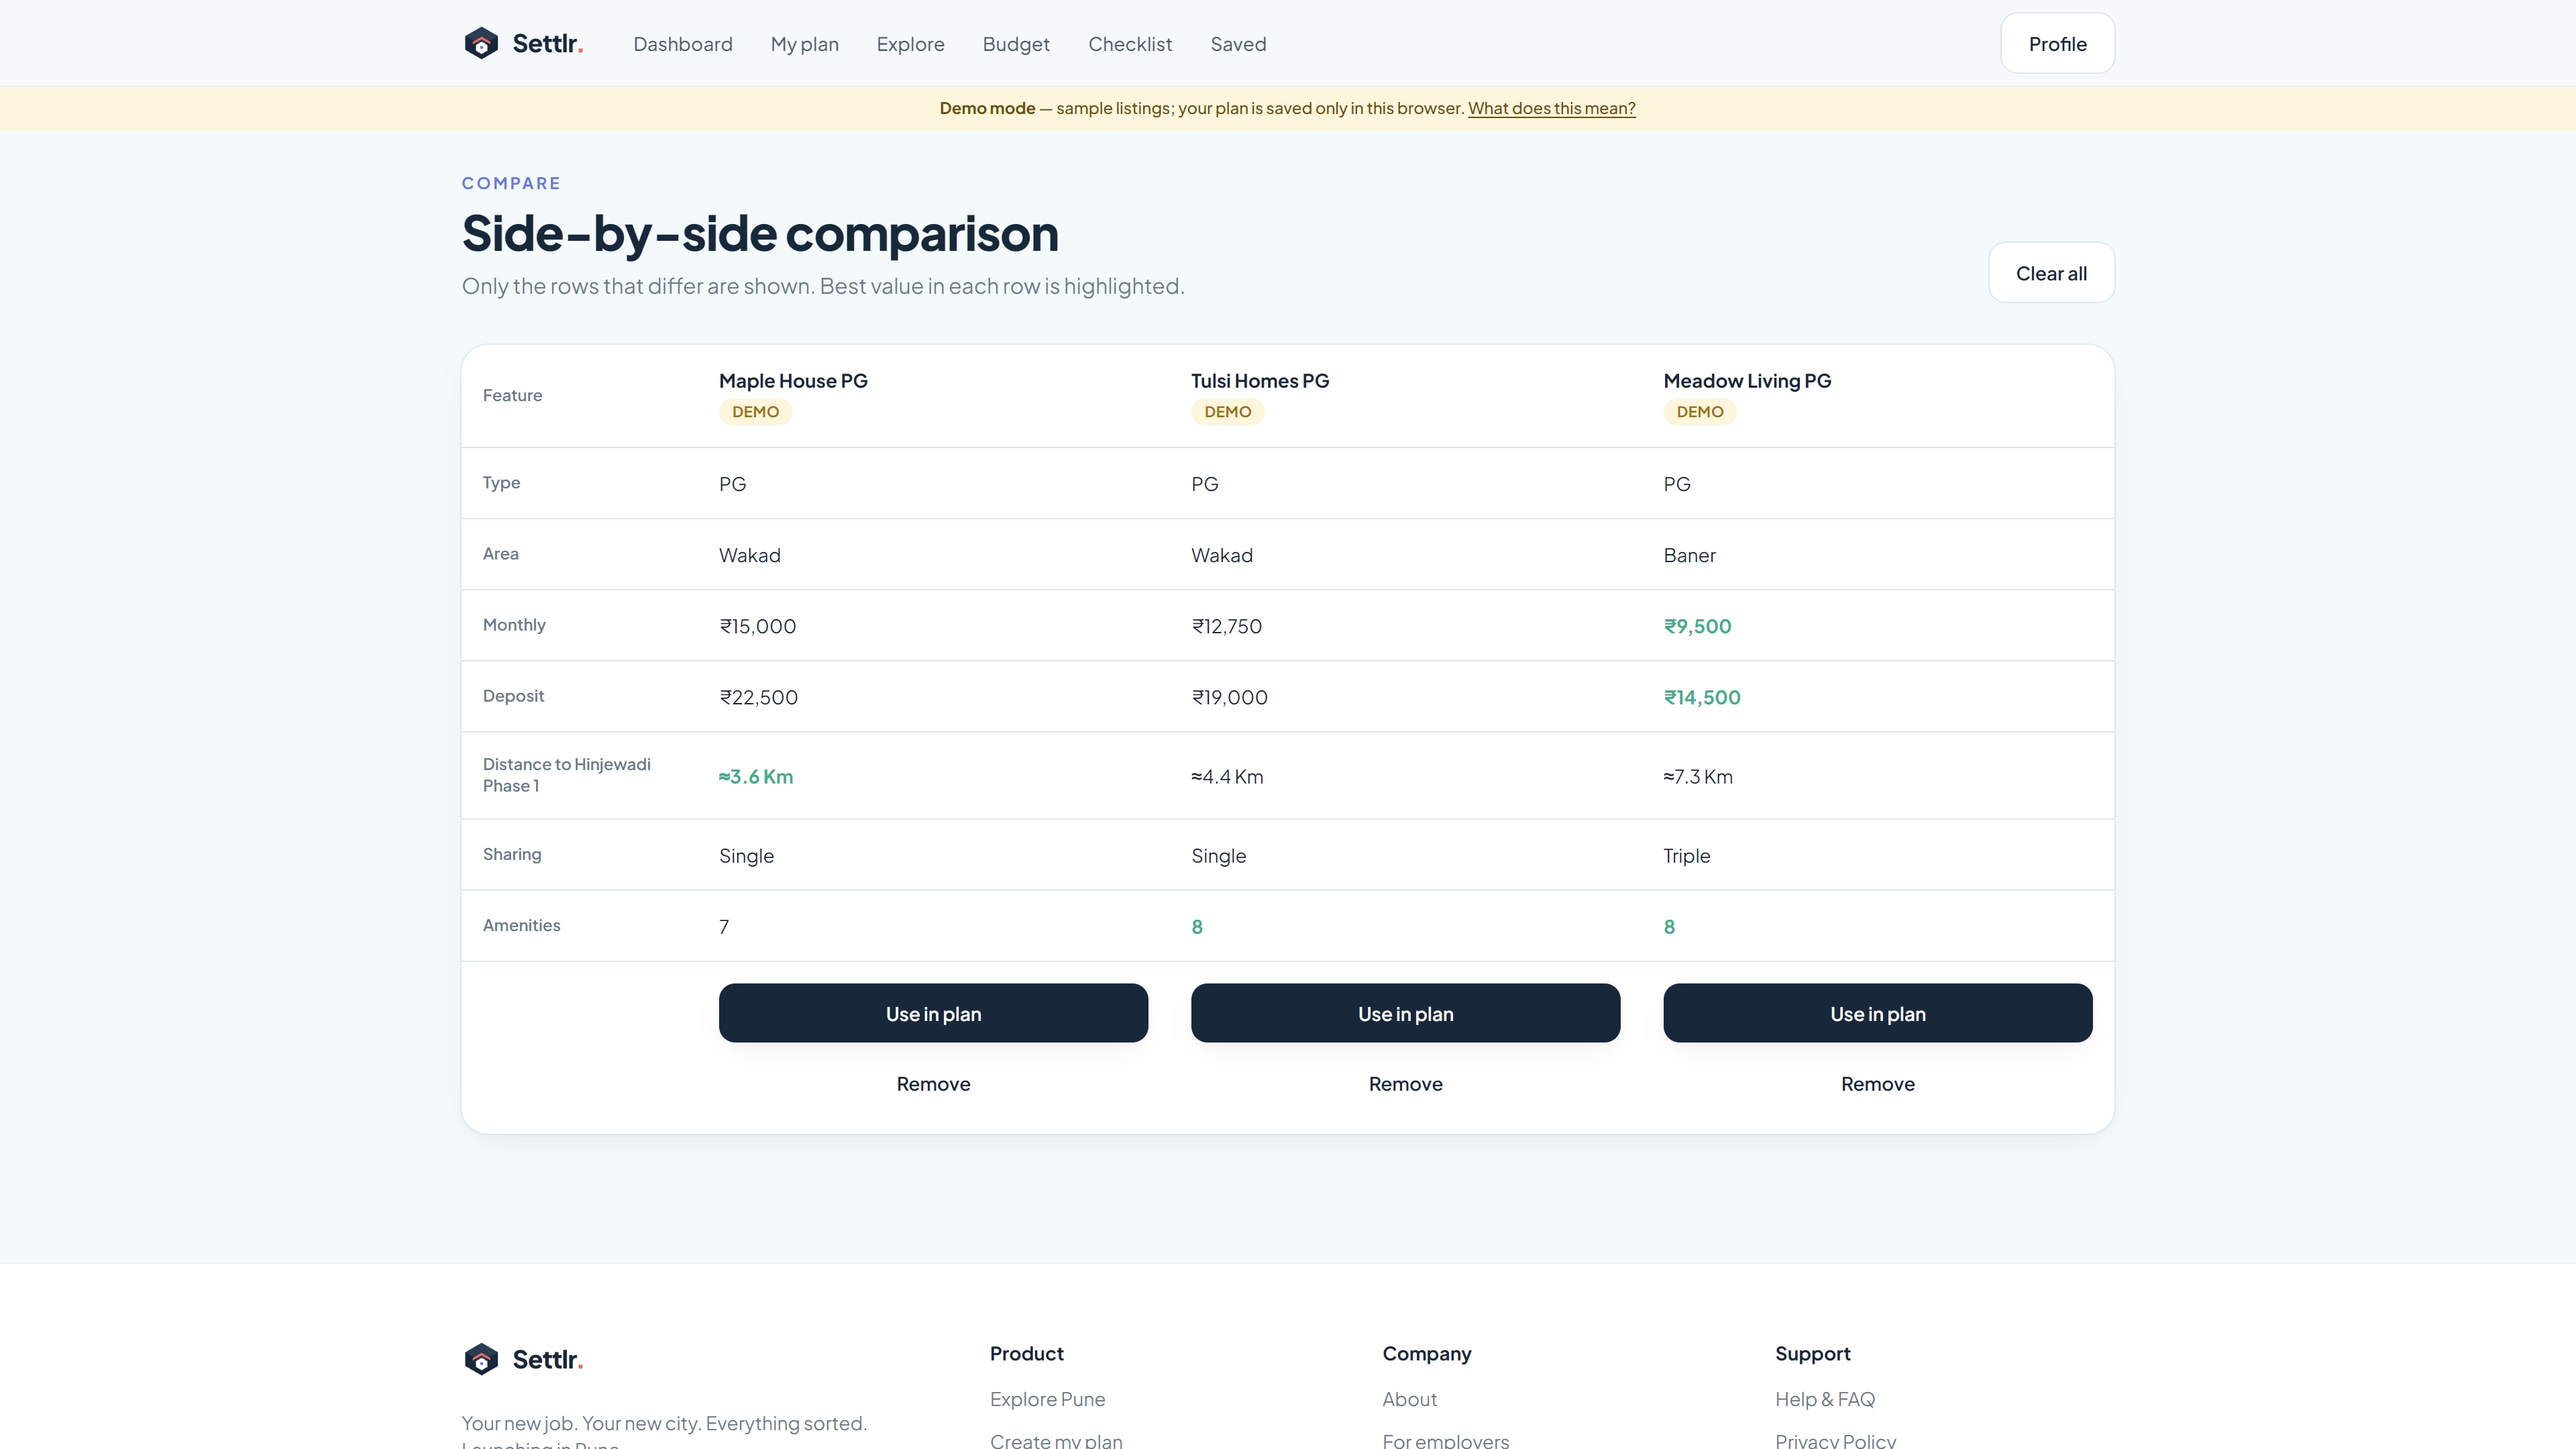 Settlr. Dashboard My plan Explore Budget Checklist Saved Profile
Demo mode — sample listings; your plan is saved only in this browser. What does this mean?
COMPARE
Side-by-side comparison
Only the rows that differ are shown. Best value in each row is highlighted.
Clear all
Feature Maple House PG Tulsi Homes PG Meadow Living PG
DEMO DEMO DEMO
Type PG PG PG
Area Wakad Wakad Baner
Monthly ₹15,000 ₹12,750 ₹9,500
Deposit ₹22,500 ₹19,000 ₹14,500
Distance to Hinjewadi
Phase 1 ≈3.6 Km ≈4.4 Km ≈7.3 Km
Sharing Single Single Triple
Amenities 7 8 8
Use in plan Use in plan Use in plan
Remove Remove Remove
Settlr. Product Company Support
Explore Pune About Help & FAQ
Your new job. Your new city. Everything sorted.
Launching in Pune
Create my plan For employers Privacy Policy